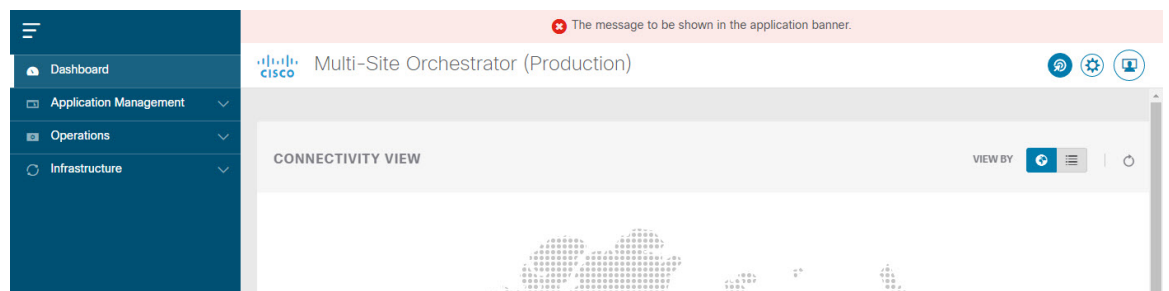 The message to be shown in the application banner.
Dashboard
CISCO Multi-Site Orchestrator (Production)
Application Management
Operations
Infrastructure
CONNECTIVITY VIEW
VIEW BY